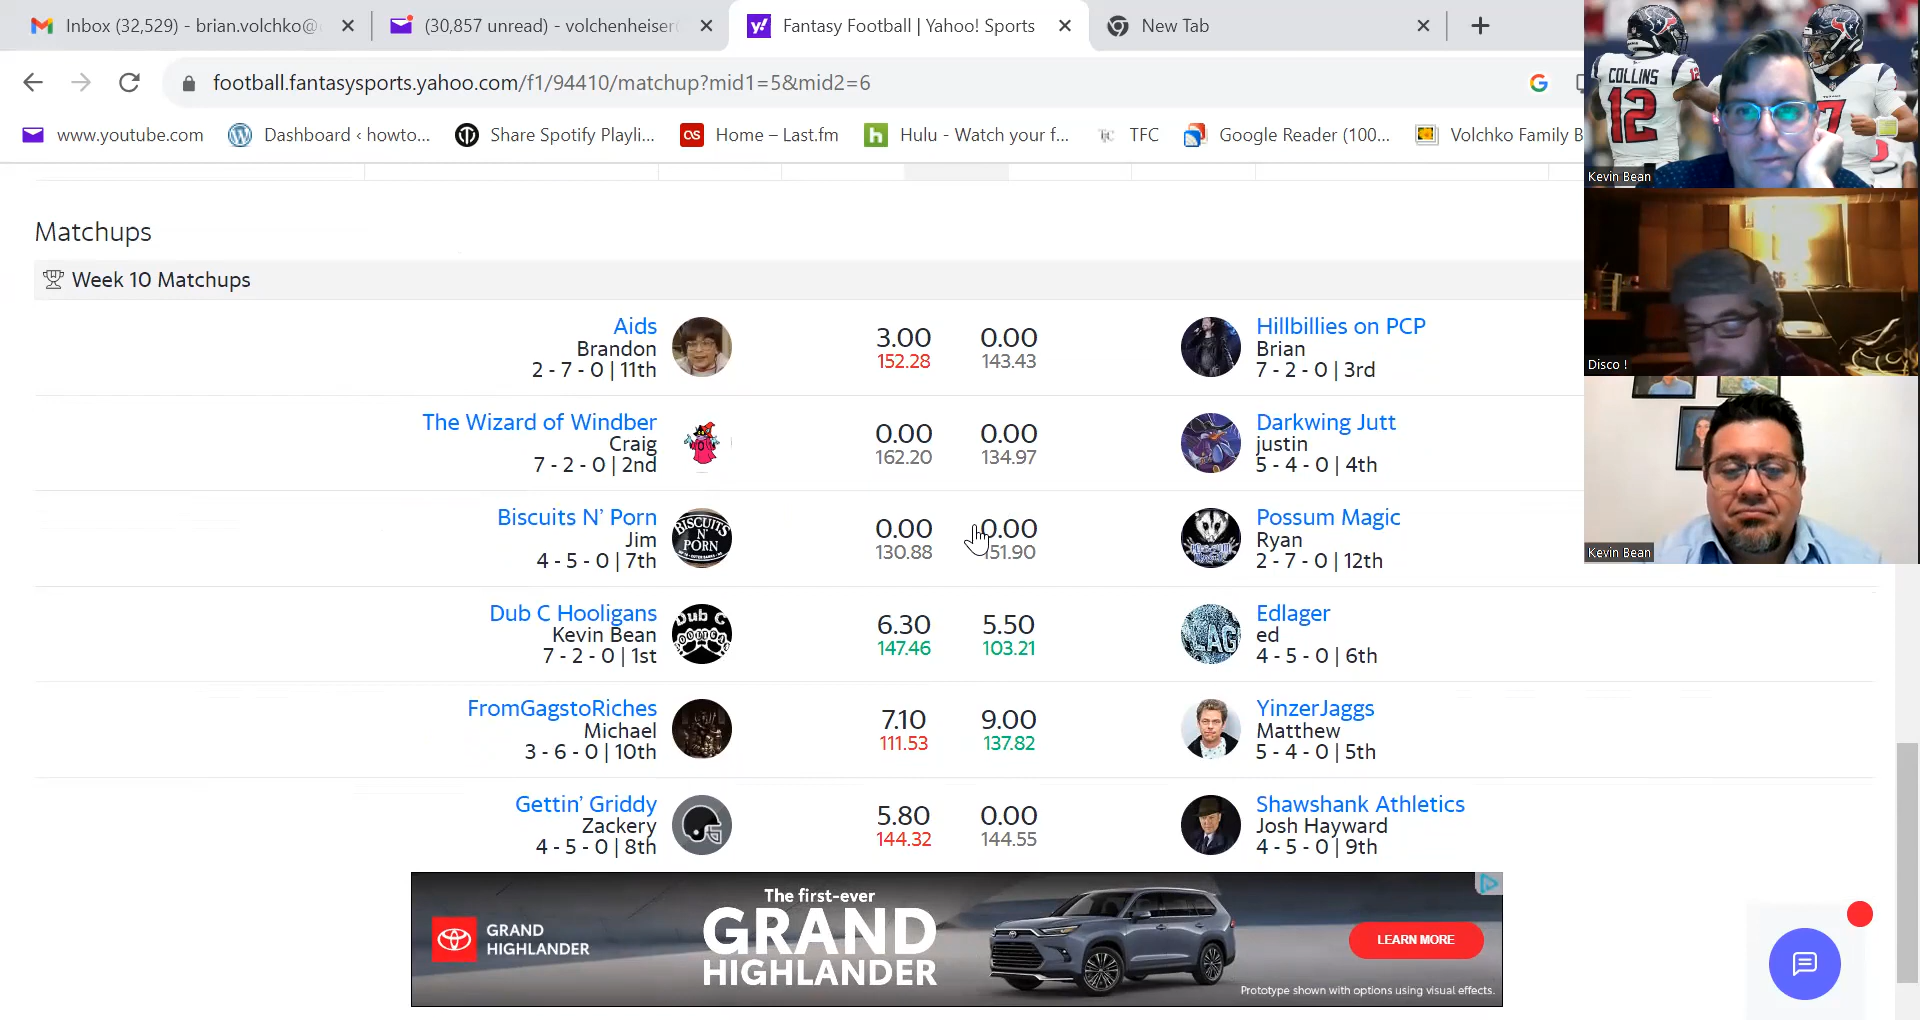 Inbox (32,529) - brian.volchko@
(30,857 unread) - volchenheiser
Fantasy Football | Yahoo! Sports
New Tab
football.fantasysports.yahoo.com/f1/94410/matchup?mid1=5&mid2=6
www.youtube.com
Dashboard ‹ howto...
Share Spotify Playli...
Home – Last.fm
Hulu - Watch your f...
TFC
Google Reader (100...
Volchko Family B
COLLINS
12
7
Kevin Bean
Disco !
Kevin Bean
Matchups
Week 10 Matchups
Aids
Brandon
2 - 7 - 0 | 11th
3.00 0.00
152.28 143.43
Hillbillies on PCP
Brian
7 - 2 - 0 | 3rd
The Wizard of Windber
Craig
7 - 2 - 0 | 2nd
0.00 0.00
162.20 134.97
Darkwing Jutt
justin
5 - 4 - 0 | 4th
Biscuits N' Porn
Jim
4 - 5 - 0 | 7th
BISCUITS
N'
PORN
0.00 0.00
130.88 151.90
Possum Magic
Ryan
2 - 7 - 0 | 12th
Dub C Hooligans
Kevin Bean
7 - 2 - 0 | 1st
Dub C
6.30 5.50
147.46 103.21
LAG
Edlager
ed
4 - 5 - 0 | 6th
FromGagstoRiches
Michael
3 - 6 - 0 | 10th
7.10 9.00
111.53 137.82
YinzerJaggs
Matthew
5 - 4 - 0 | 5th
Gettin' Griddy
Zackery
4 - 5 - 0 | 8th
5.80 0.00
144.32 144.55
Shawshank Athletics
Josh Hayward
4 - 5 - 0 | 9th
GRAND
HIGHLANDER
The first-ever
GRAND
HIGHLANDER
LEARN MORE
Prototype shown with options using visual effects.